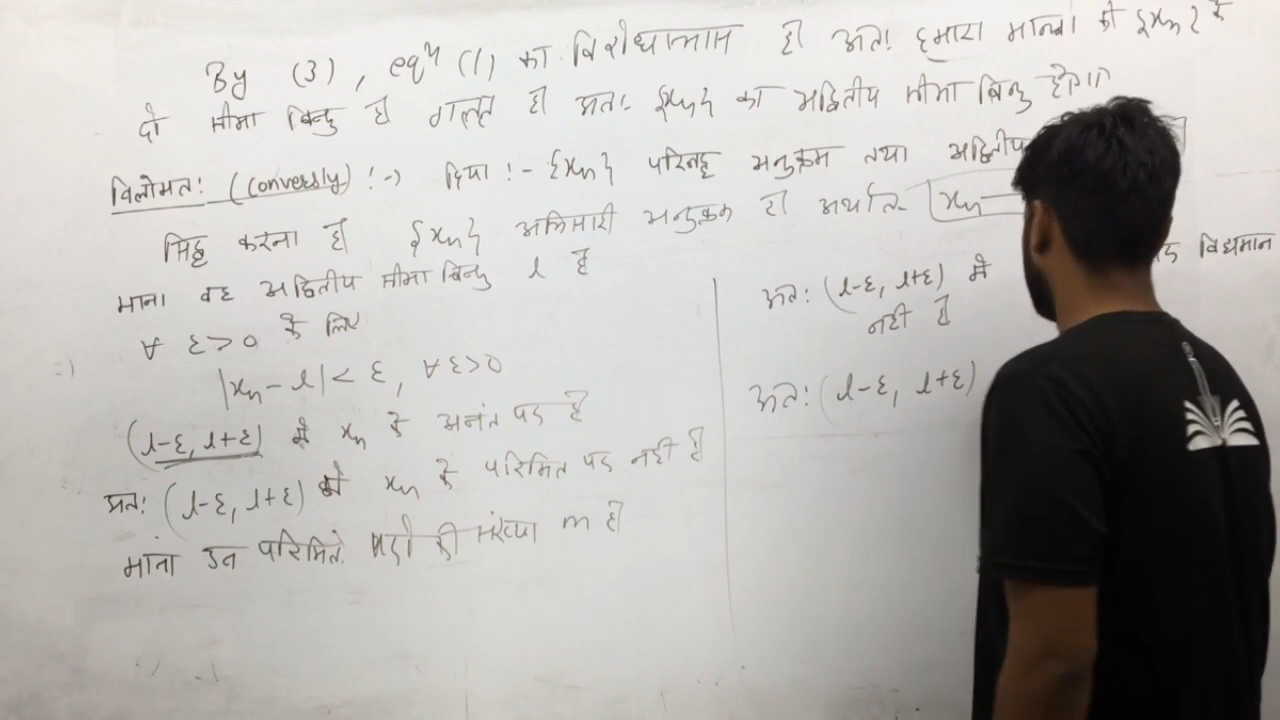 By (3), eqⁿ (1) का विरोधाभास है अतः हमारा मानना की {xₙ} के
दो सीमा बिन्दु है गलत है अतः {xₙ} का अद्वितीय सीमा बिन्दु होगा
विलोमतः (Conversly) :→ दिया :- {xₙ} परिबद्ध अनुक्रम तथा अद्वितीय
सिद्ध करना है {xₙ} अभिसारी अनुक्रम है अर्थात- xₙ
माना वह अद्वितीय सीमा बिन्दु l है
∀ ε>0 के लिए
|xₙ - l| < ε, ∀ ε>0
(l-ε, l+ε) में xₙ के अनंत पद है
अतः (l-ε, l+ε) में xₙ के परिमित पद नहीं है
माना उन परिमित पदो की संख्या m है
अतः (l-ε, l+ε) में
विद्यमान
नहीं है
अतः (l-ε, l+ε)